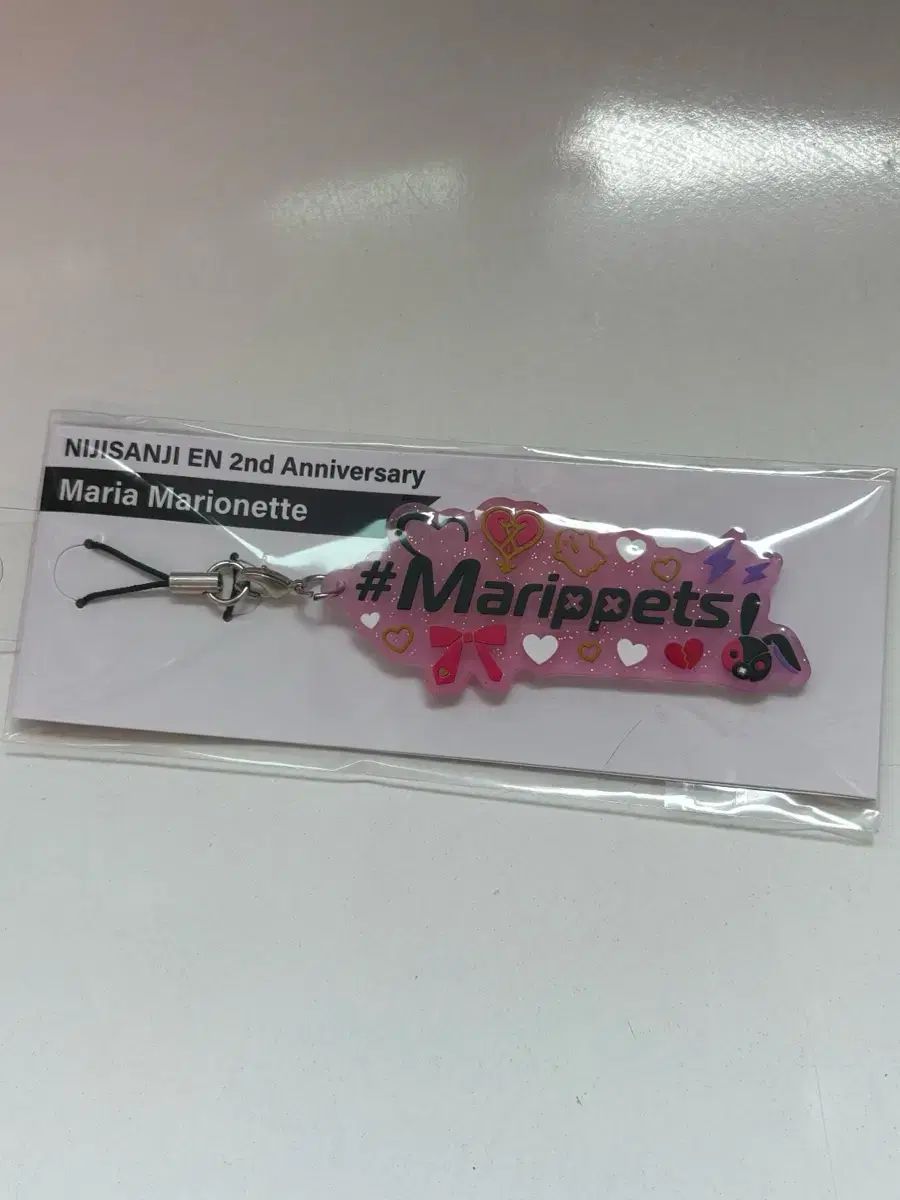 NIJISANJI EN 2nd Anniversary
Maria Marionette
#Marippets